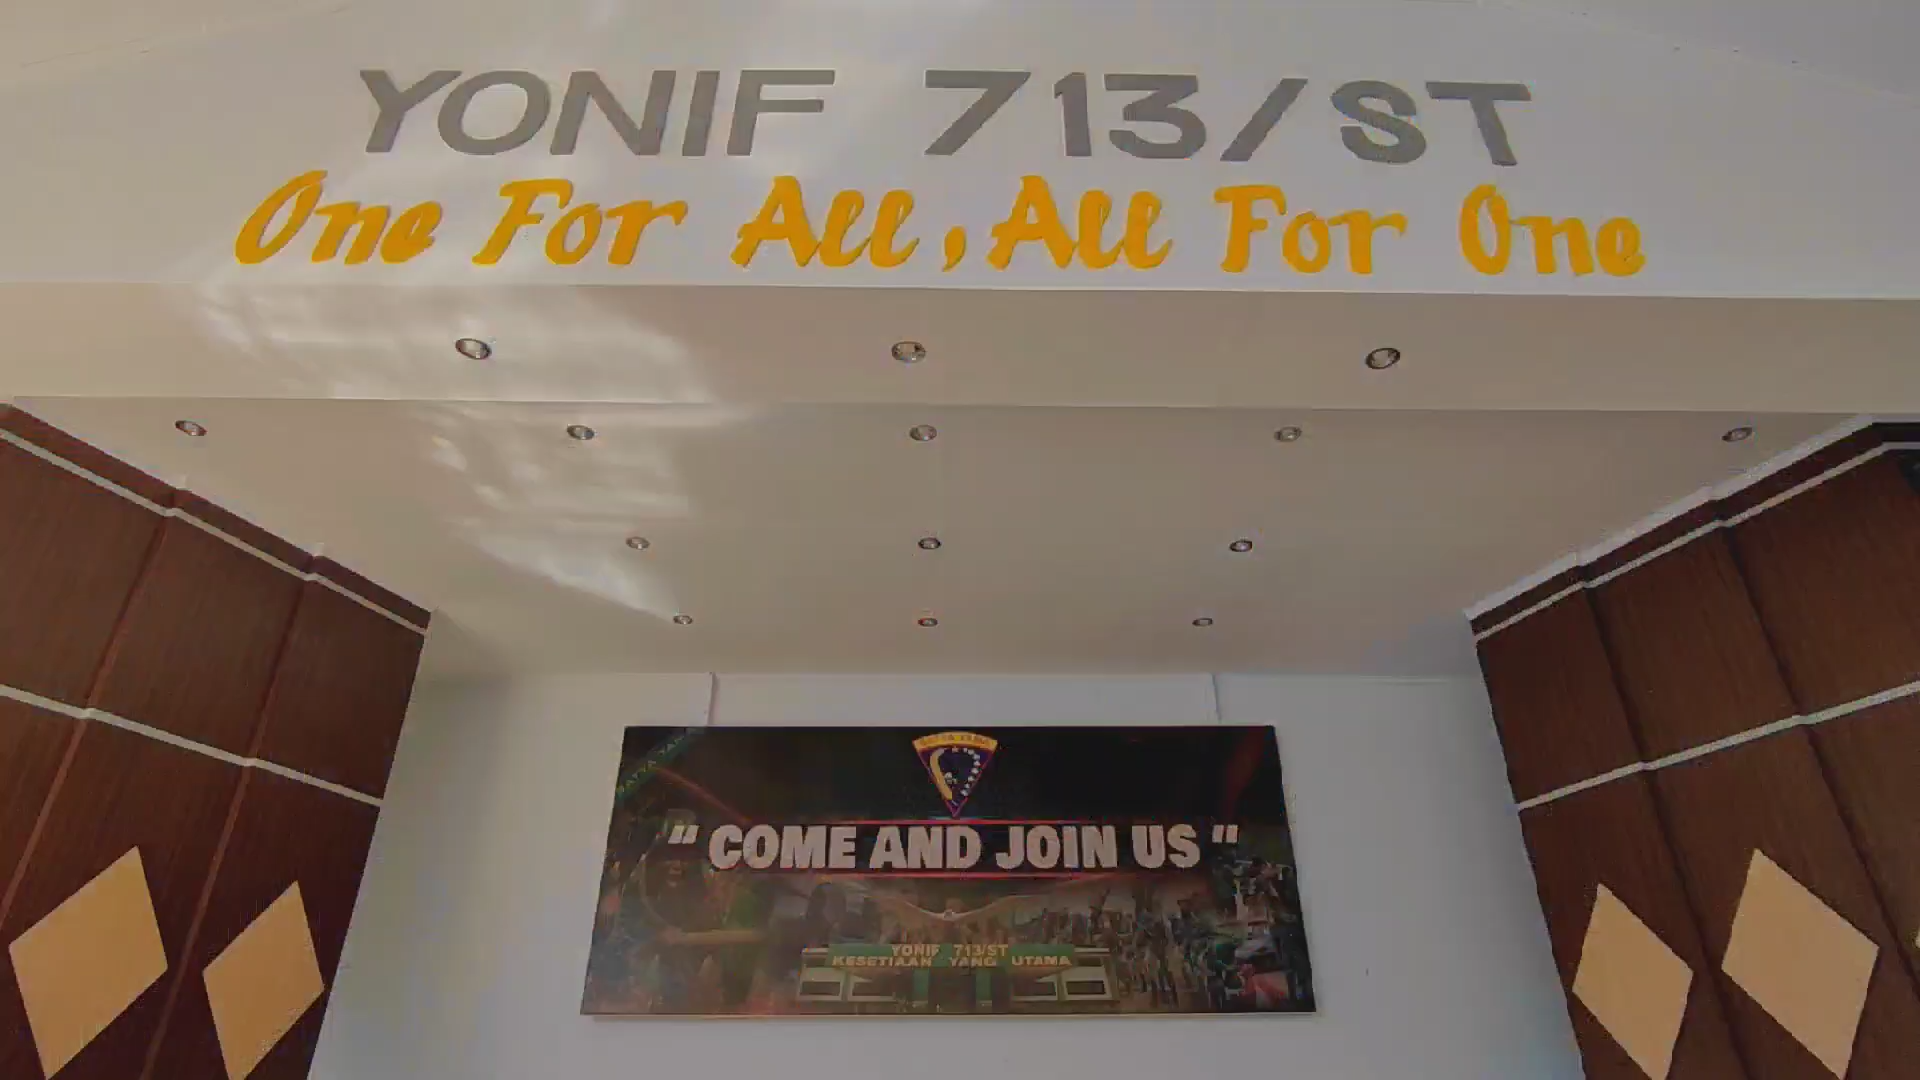 YONIF 713/ST
One For All, All For One
" COME AND JOIN US "
YONIF 713/ST
KESETIAAN YANG UTAMA